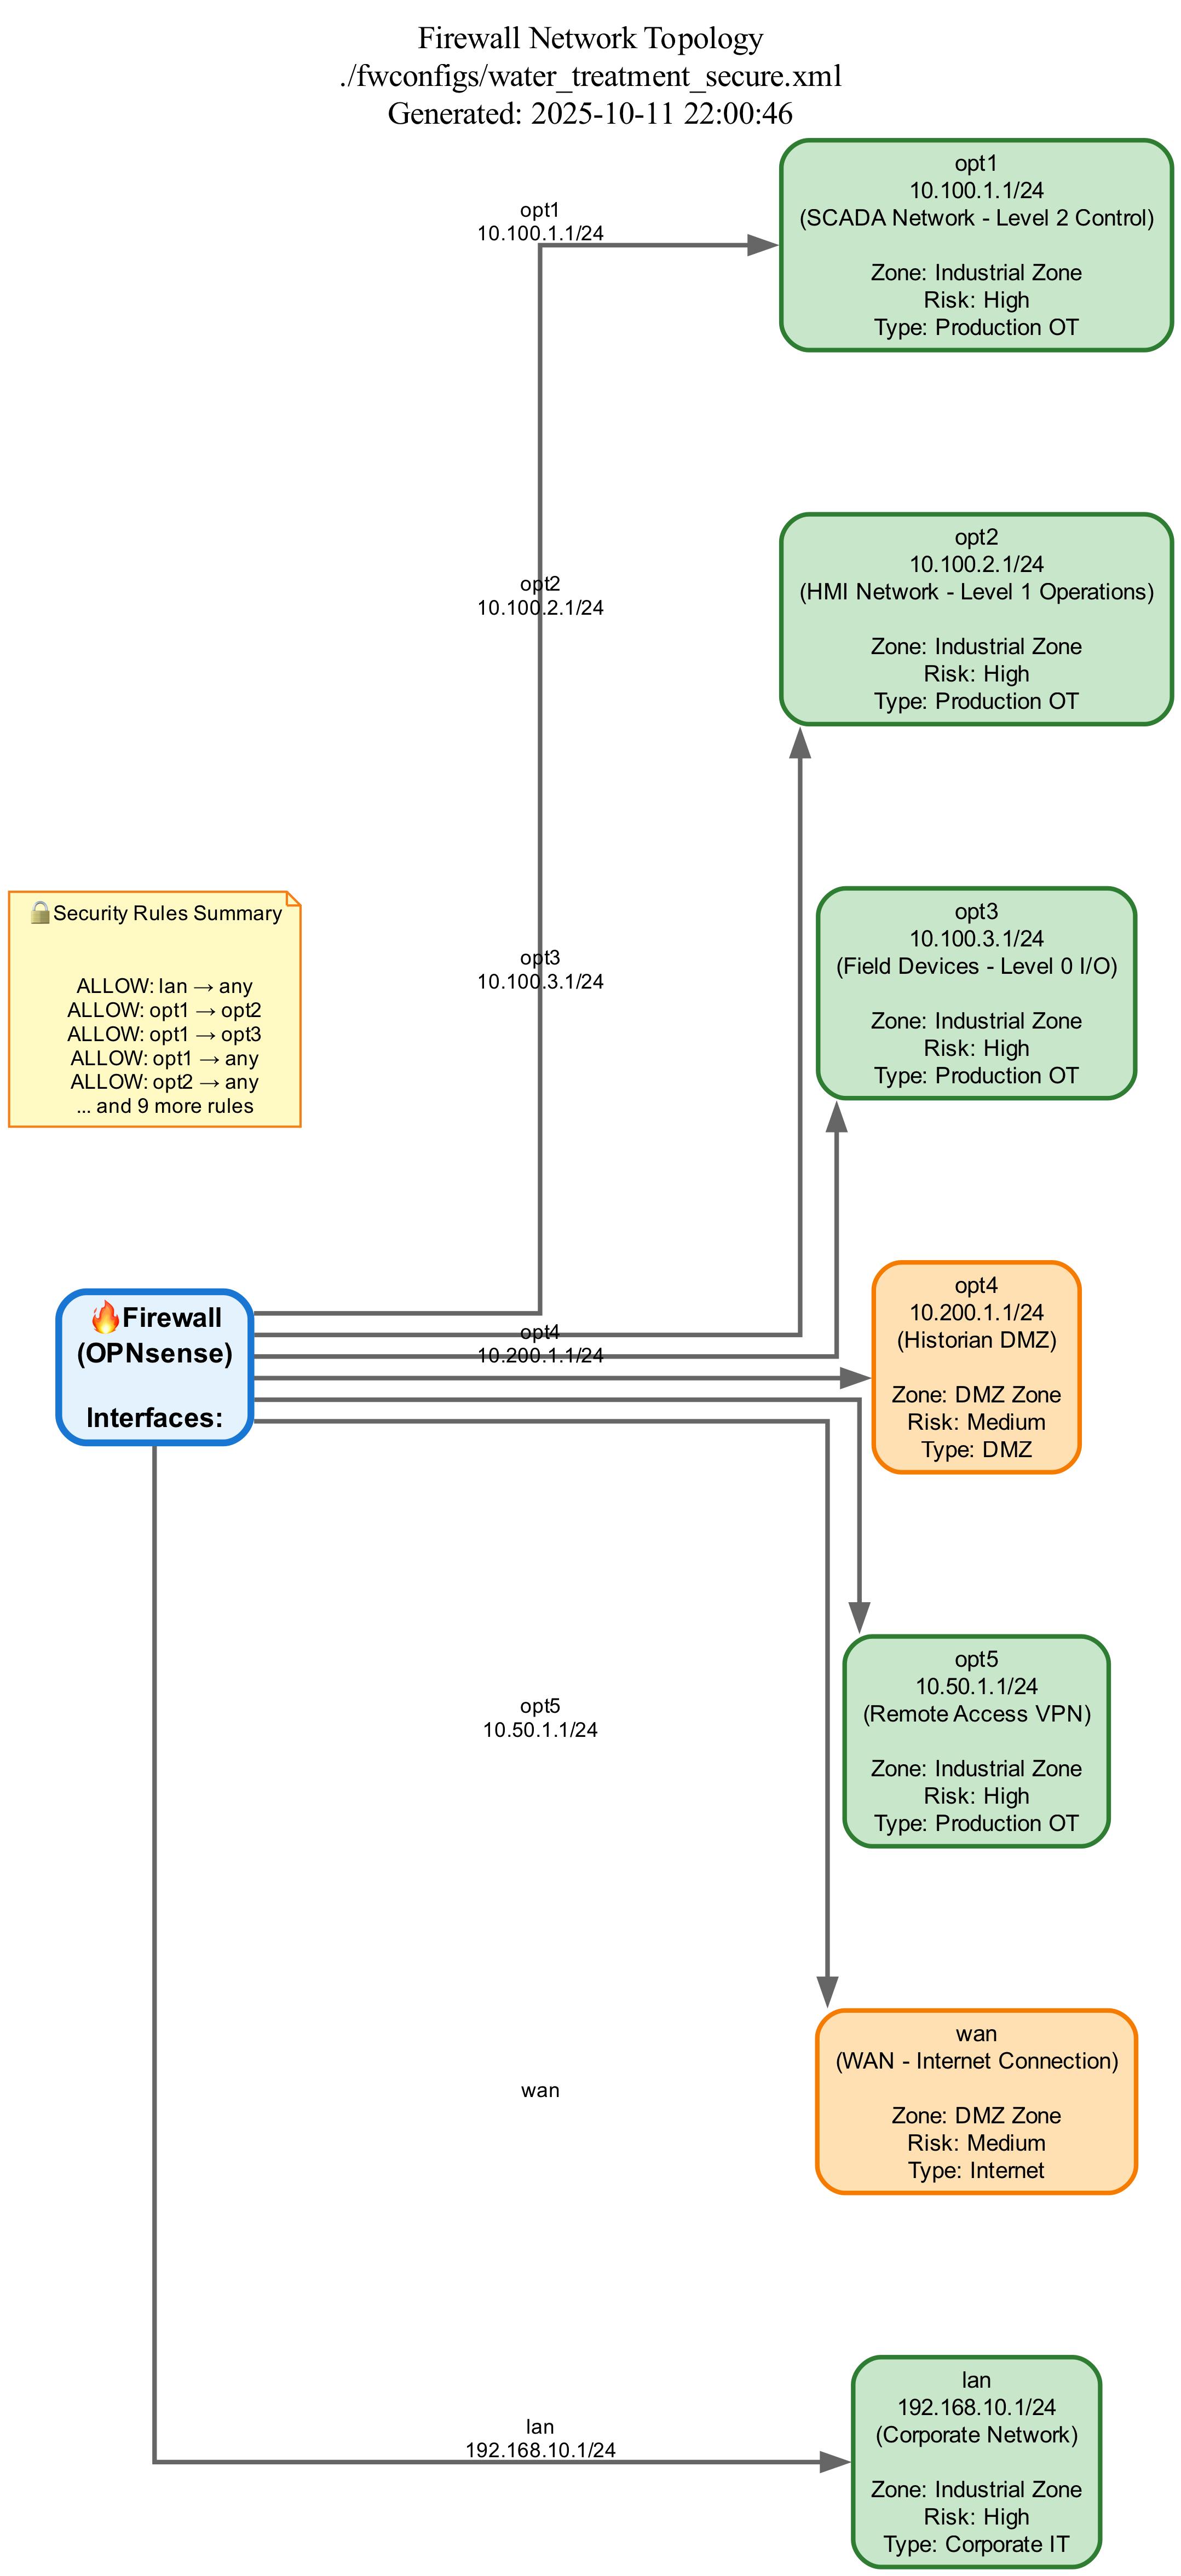 Firewall Network Topology
./fwconfigs/water_treatment_secure.xml
Generated: 2025-10-11 22:00:46
opt1
10.100.1.1/24
(SCADA Network - Level 2 Control)
Zone: Industrial Zone
Risk: High
Type: Production OT
opt1
10.100.1.1/24
opt2
10.100.2.1/24
(HMI Network - Level 1 Operations)
Zone: Industrial Zone
Risk: High
Type: Production OT
opt2
10.100.2.1/24
opt3
10.100.3.1/24
(Field Devices - Level 0 I/O)
Zone: Industrial Zone
Risk: High
Type: Production OT
opt3
10.100.3.1/24
🔒Security Rules Summary
ALLOW: lan → any
ALLOW: opt1 → opt2
ALLOW: opt1 → opt3
ALLOW: opt1 → any
ALLOW: opt2 → any
... and 9 more rules
🔥Firewall
(OPNsense)
Interfaces:
opt4
10.200.1.1/24
opt4
10.200.1.1/24
(Historian DMZ)
Zone: DMZ Zone
Risk: Medium
Type: DMZ
opt5
10.50.1.1/24
opt5
10.50.1.1/24
(Remote Access VPN)
Zone: Industrial Zone
Risk: High
Type: Production OT
wan
wan
(WAN - Internet Connection)
Zone: DMZ Zone
Risk: Medium
Type: Internet
lan
192.168.10.1/24
lan
192.168.10.1/24
(Corporate Network)
Zone: Industrial Zone
Risk: High
Type: Corporate IT